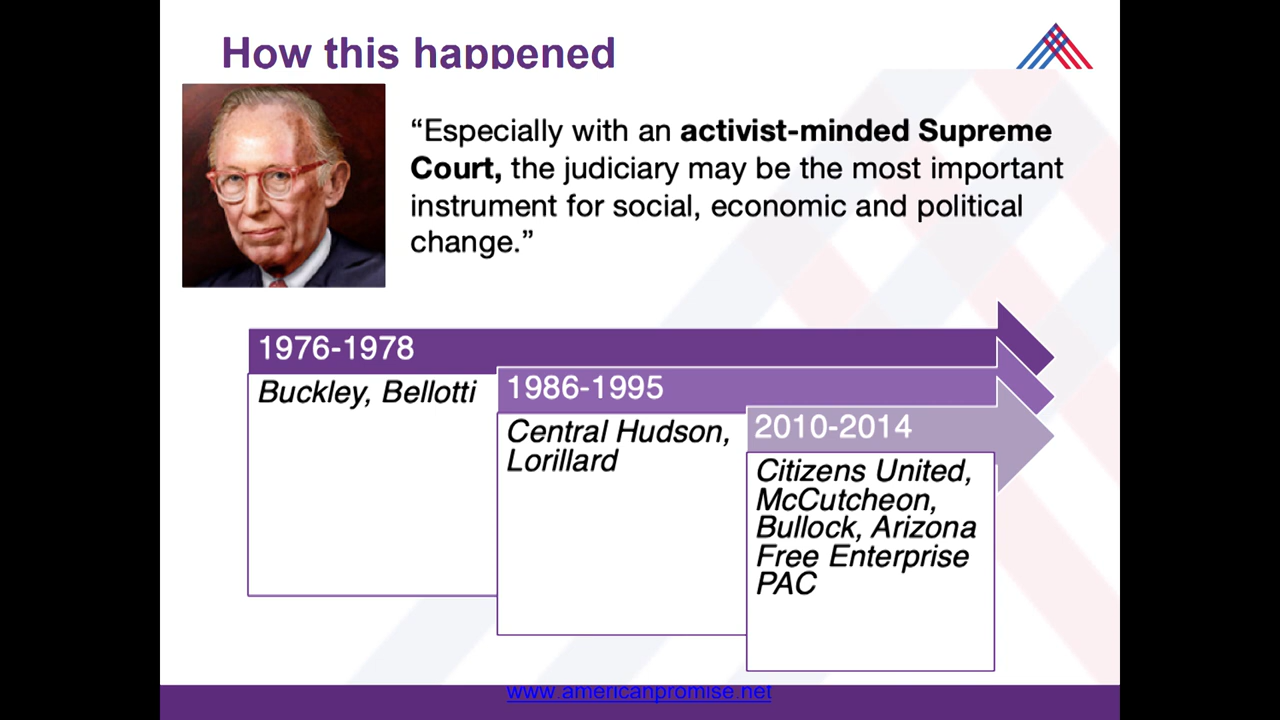 How this happened
“Especially with an activist-minded Supreme
Court, the judiciary may be the most important
instrument for social, economic and political
change.”
1976-1978
Buckley, Bellotti
1986-1995
Central Hudson,
Lorillard
2010-2014
Citizens United,
McCutcheon,
Bullock, Arizona
Free Enterprise
PAC
www.americanpromise.net